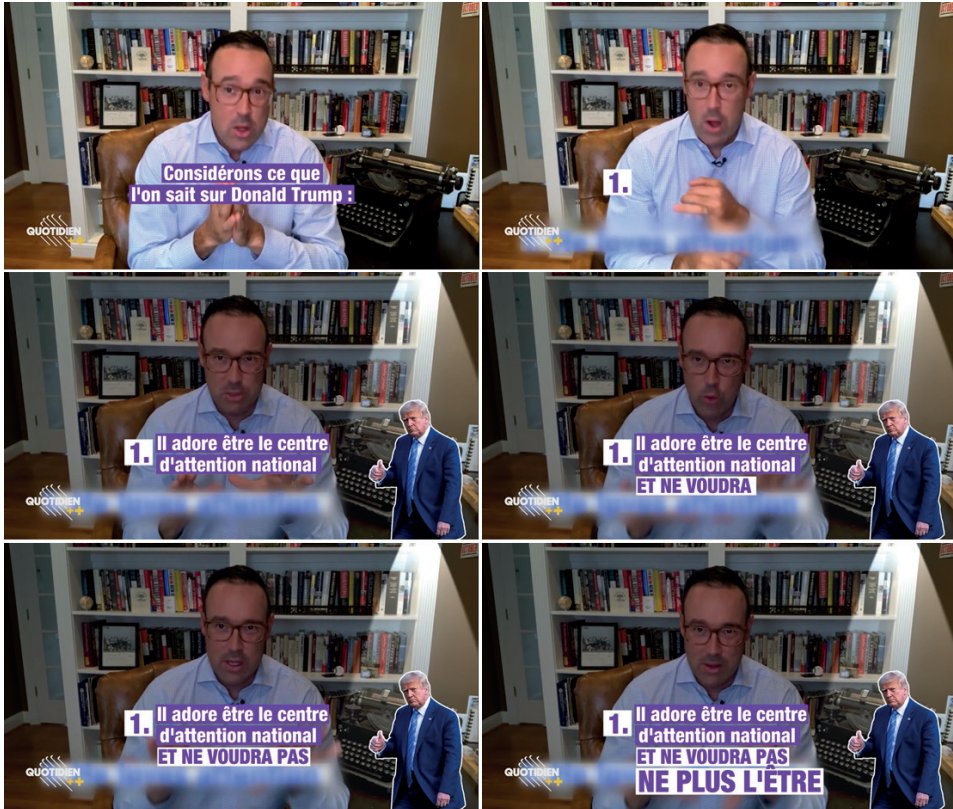 Considérons ce que
l'on sait sur Donald Trump :
QUOTIDIEN
++
1.
QUOTIDIEN
++
1. Il adore être le centre
d'attention national
QUOTIDIEN
++
1. Il adore être le centre
d'attention national
ET NE VOUDRA
QUOTIDIEN
++
1. Il adore être le centre
d'attention national
ET NE VOUDRA PAS
QUOTIDIEN
++
1. Il adore être le centre
d'attention national
ET NE VOUDRA PAS
NE PLUS L'ÊTRE
QUOTIDIEN
++